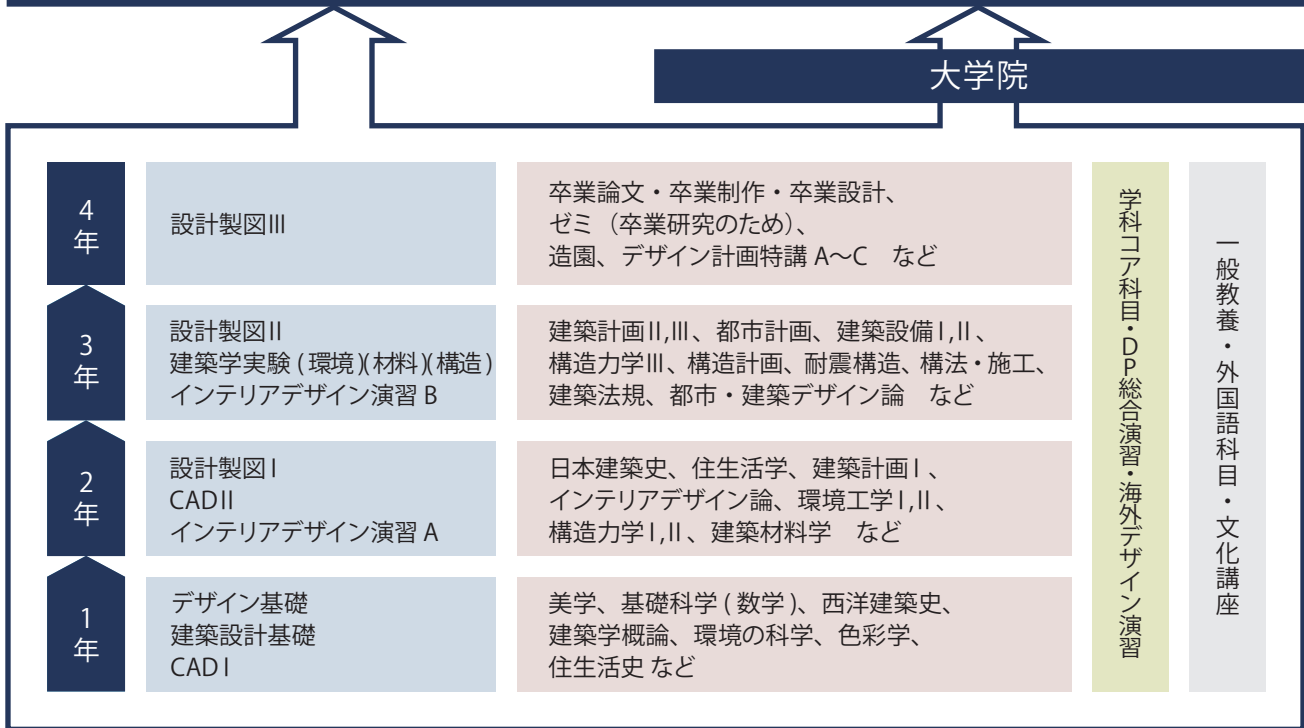 大学院
4年
設計製図III
卒業論文・卒業制作・卒業設計、
ゼミ（卒業研究のため）、
造園、デザイン計画特講 A〜C　など
3年
設計製図II
建築学実験 (環境)(材料)(構造)
インテリアデザイン演習 B
建築計画II,III、都市計画、建築設備I,II、
構造力学III、構造計画、耐震構造、構法・施工、
建築法規、都市・建築デザイン論　など
2年
設計製図I
CADII
インテリアデザイン演習 A
日本建築史、住生活学、建築計画I、
インテリアデザイン論、環境工学I,II、
構造力学I,II、建築材料学　など
1年
デザイン基礎
建築設計基礎
CADI
美学、基礎科学 ( 数学 )、西洋建築史、
建築学概論、環境の科学、色彩学、
住生活史 など
学科コア科目・DP総合演習・海外デザイン演習
一般教養・外国語科目・文化講座